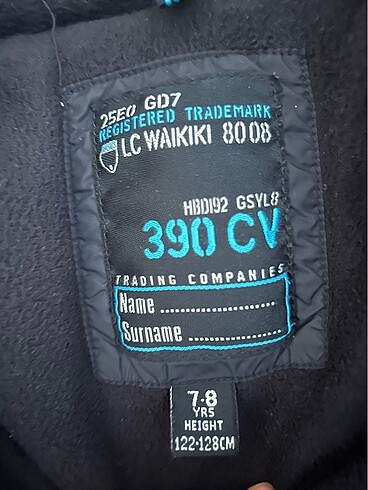 25E0 GD7
REGISTERED TRADEMARK
LC WAIKIKI 8008
HBDI92 GSYL8
390 CV
TRADING COMPANIES
Name ........................
Surname ...................
7-8
YRS
HEIGHT
122-128CM